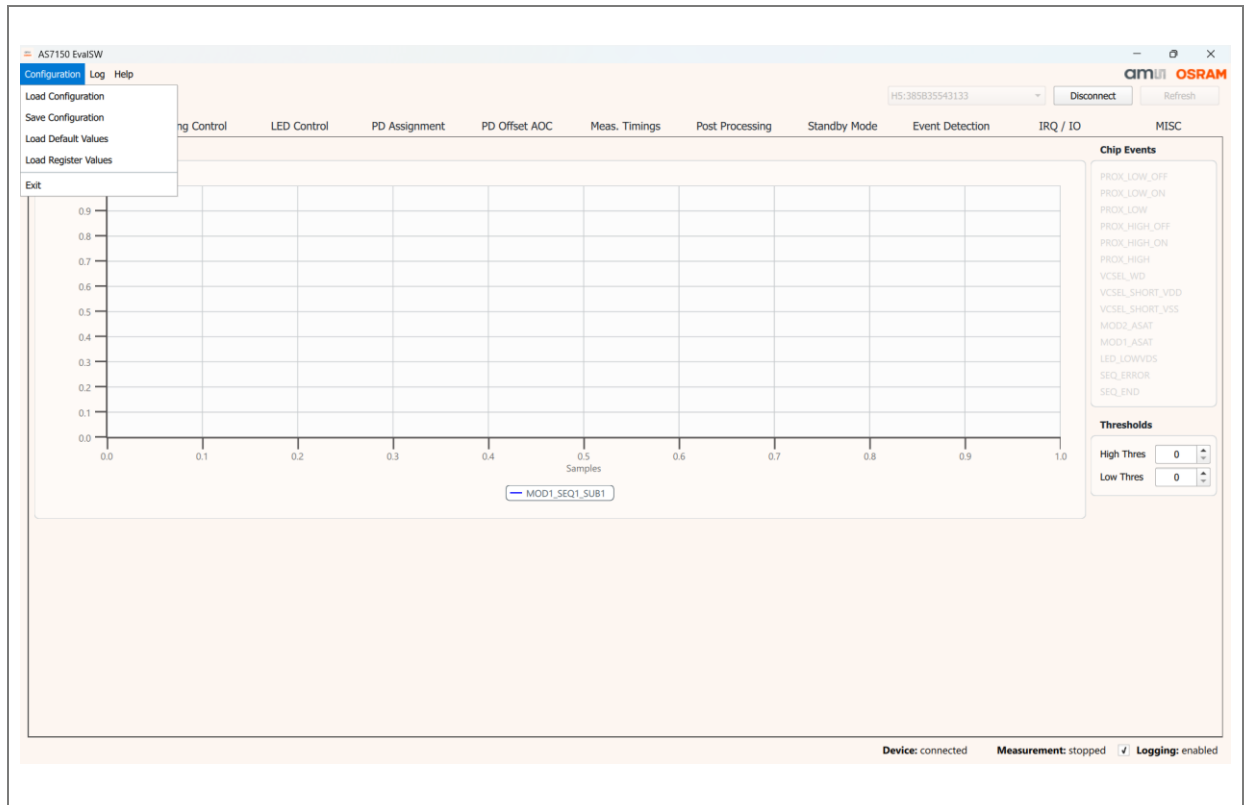 AS7150 EvalSW
Configuration Log Help
am OSRAM
Load Configuration
H5:385B35543133 Disconnect Refresh
Save Configuration
Load Default Values
ng Control LED Control PD Assignment PD Offset AOC Meas. Timings Post Processing Standby Mode Event Detection IRQ / IO MISC
Load Register Values
Exit
Chip Events
PROX_LOW_OFF
PROX_LOW_ON
PROX_LOW
PROX_HIGH_OFF
PROX_HIGH_ON
PROX_HIGH
VCSEL_WD
VCSEL_SHORT_VDD
VCSEL_SHORT_VSS
MOD2_ASAT
MOD1_ASAT
LED_LOWVDS
SEQ_ERROR
SEQ_END
0.9
0.8
0.7
0.6
0.5
0.4
0.3
0.2
0.1
0.0
0.0 0.1 0.2 0.3 0.4 0.5 0.6 0.7 0.8 0.9 1.0
Samples
MOD1_SEQ1_SUB1
Thresholds
High Thres 0
Low Thres 0
Device: connected Measurement: stopped Logging: enabled